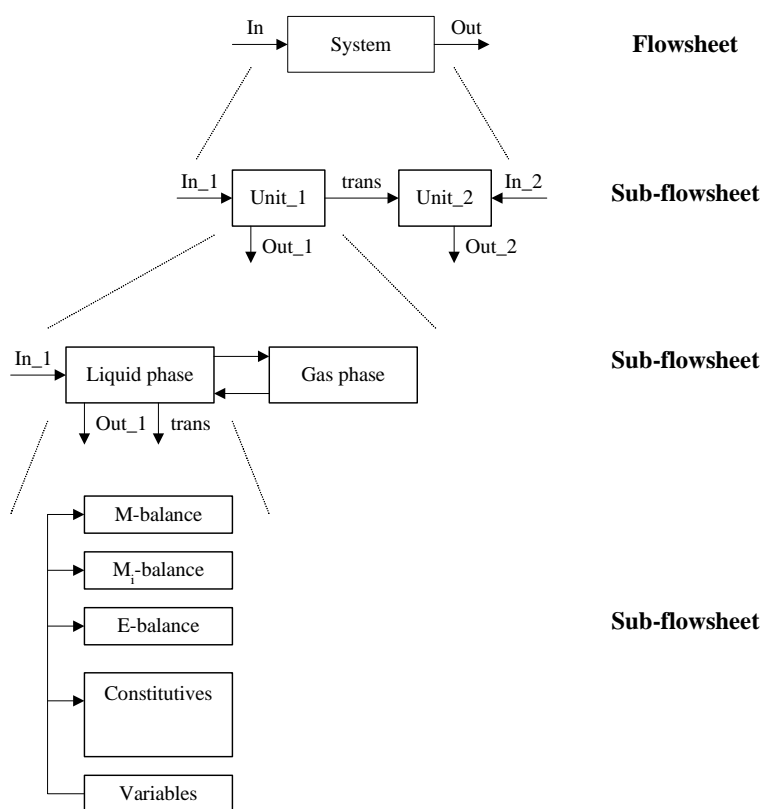 In
System
Out
Flowsheet
In_1
Unit_1
trans
Unit_2
In_2
Sub-flowsheet
Out_1
Out_2
In_1
Liquid phase
Gas phase
Sub-flowsheet
Out_1
trans
M-balance
Mi-balance
E-balance
Sub-flowsheet
Constitutives
Variables